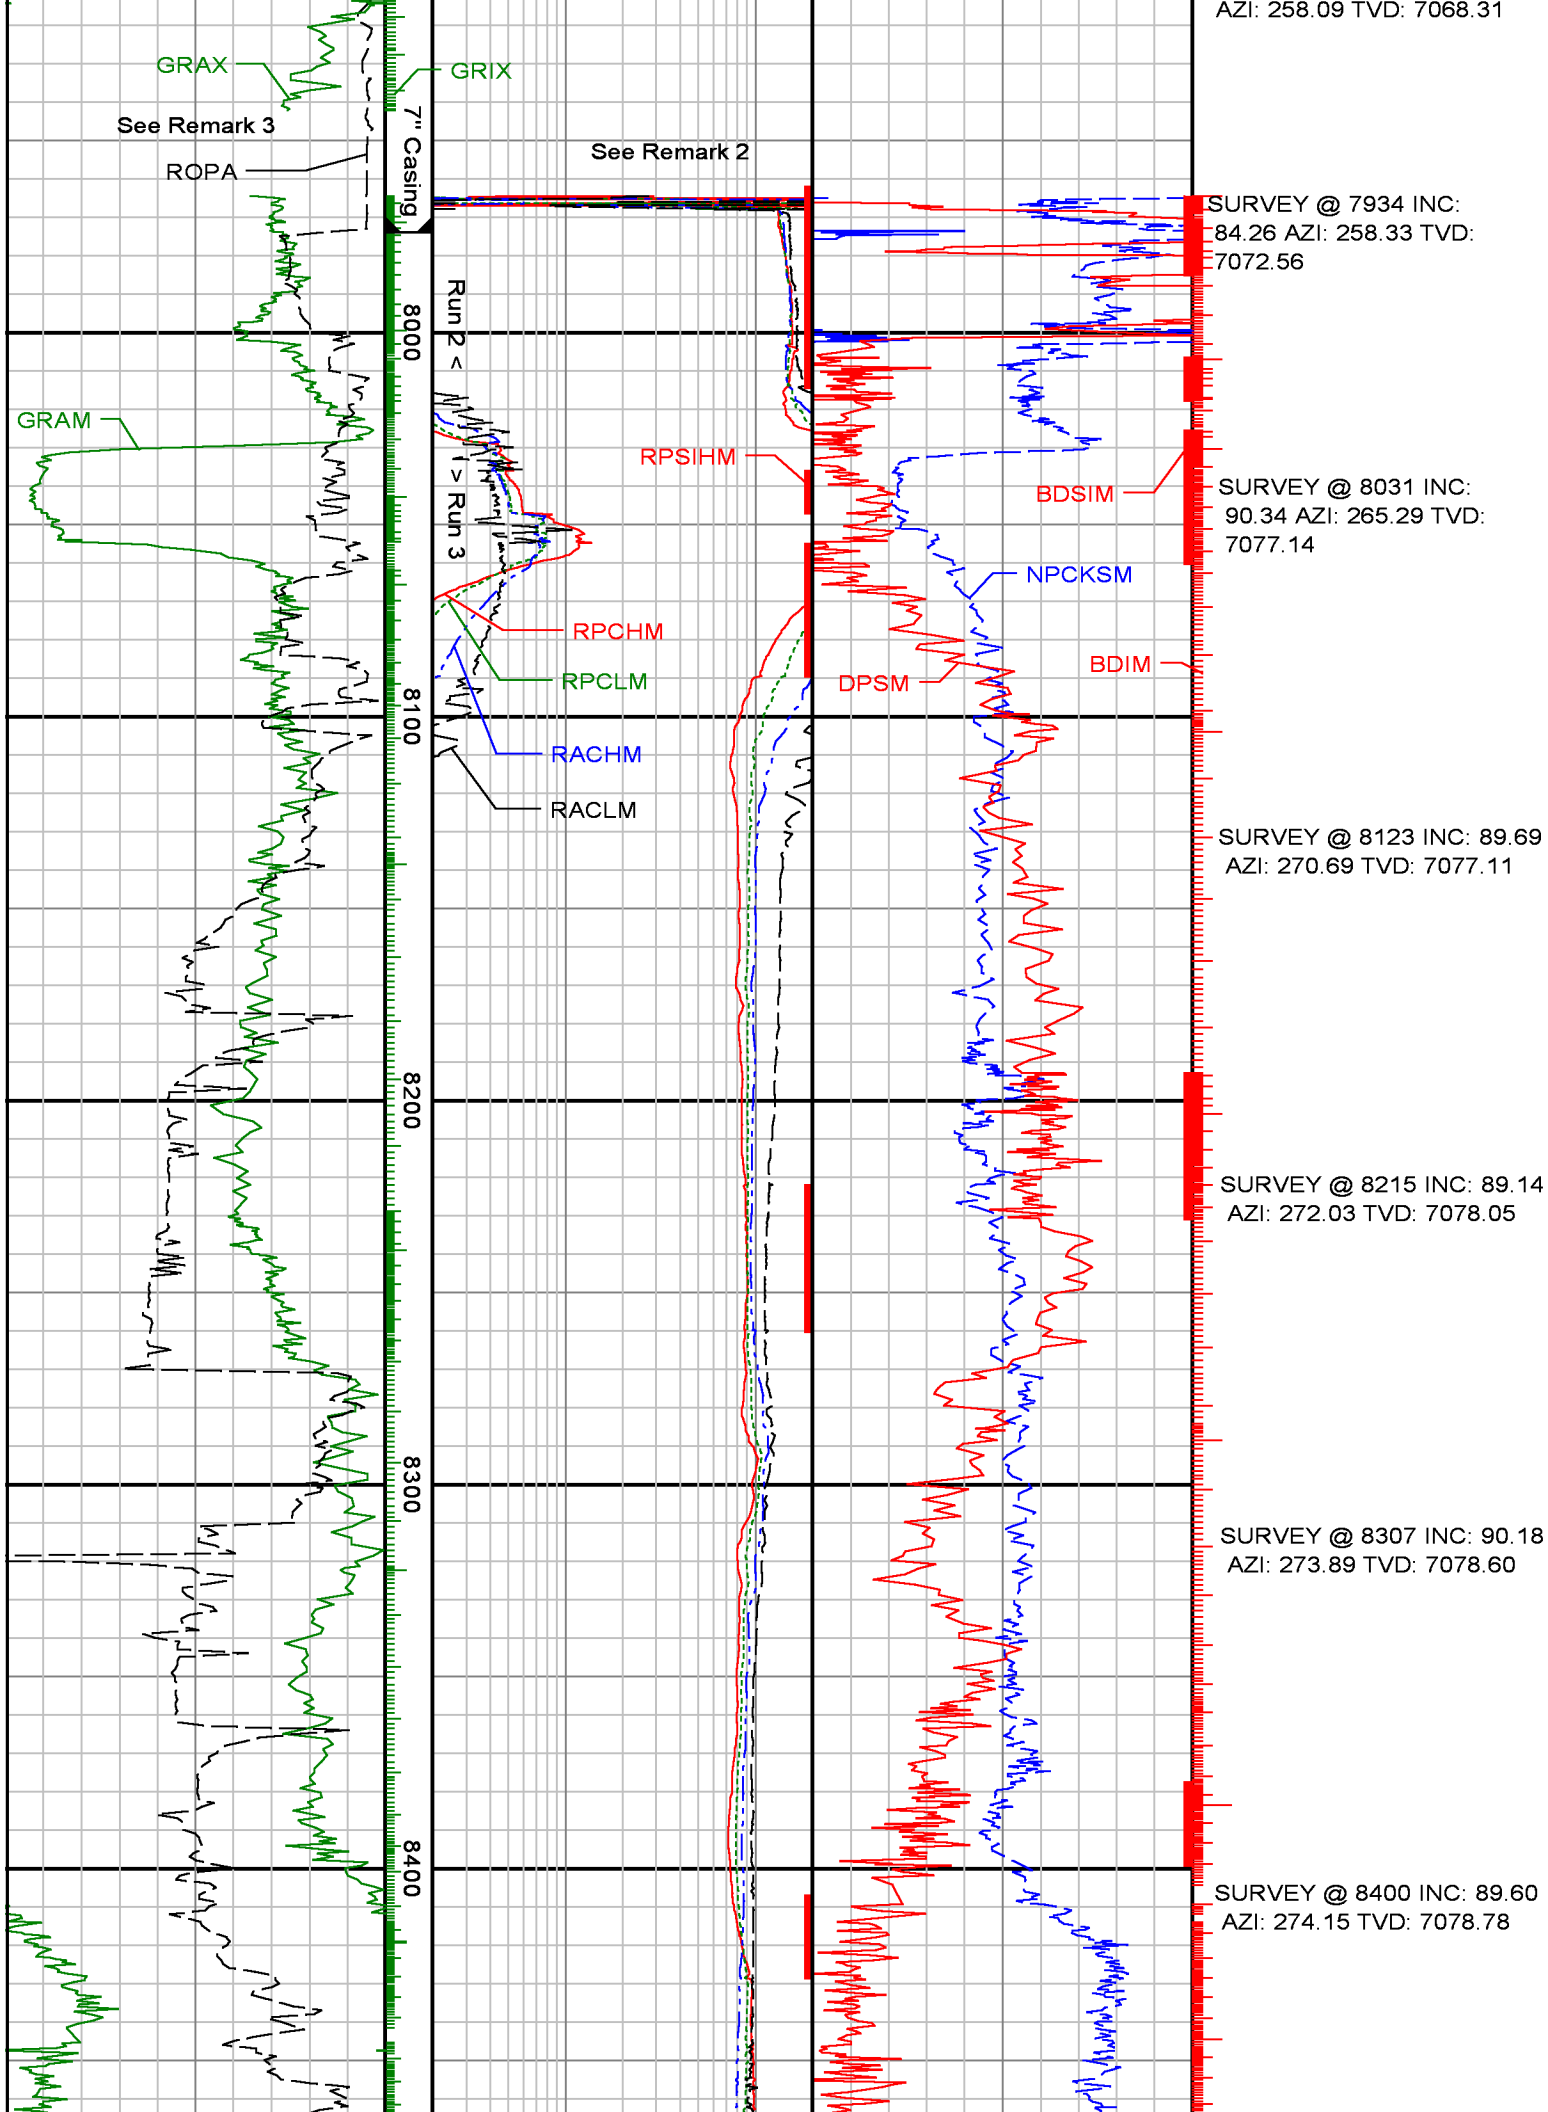 AZI: 258.09 TVD: 7068.31
GRAX
GRIX
See Remark 3
ROPA
7" Casing
See Remark 2
SURVEY @ 7934 INC:
84.26 AZI: 258.33 TVD:
7072.56
Run 2 <
8000
GRAM
> Run 3
RPSIHM
BDSIM
SURVEY @ 8031 INC:
90.34 AZI: 265.29 TVD:
7077.14
NPCKSM
RPCHM
RPCLM
DPSM
BDIM
8100
RACHM
RACLM
SURVEY @ 8123 INC: 89.69
AZI: 270.69 TVD: 7077.11
8200
SURVEY @ 8215 INC: 89.14
AZI: 272.03 TVD: 7078.05
8300
SURVEY @ 8307 INC: 90.18
AZI: 273.89 TVD: 7078.60
8400
SURVEY @ 8400 INC: 89.60
AZI: 274.15 TVD: 7078.78